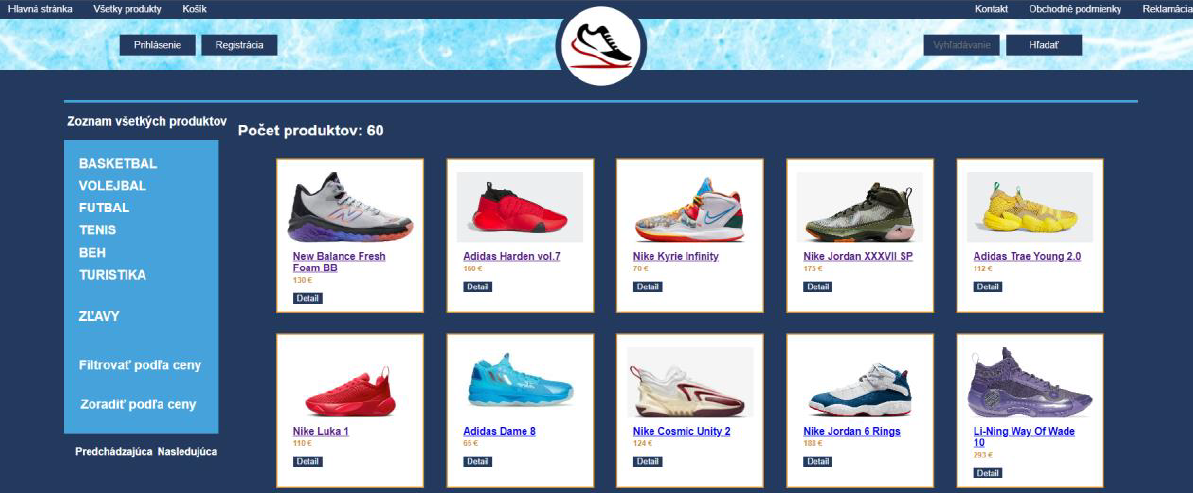 Hlavná stránka Všetky produkty Košík Kontakt Obchodné podmienky Reklamácia
Prihlásenie Registrácia Vyhľadávanie Hľadať
Zoznam všetkých produktov
Počet produktov: 60
BASKETBAL
VOLEJBAL
FUTBAL
TENIS
BEH
TURISTIKA
ZĽAVY
Filtrovať podľa ceny
Zoradiť podľa ceny
Predchádzajúca Nasledujúca
New Balance Fresh
Foam BB
130 €
Detail
Adidas Harden vol.7
160 €
Detail
Nike Kyrie Infinity
70 €
Detail
Nike Jordan XXXVII SP
175 €
Detail
Adidas Trae Young 2.0
112 €
Detail
Nike Luka 1
110 €
Detail
Adidas Dame 8
65 €
Detail
Nike Cosmic Unity 2
124 €
Detail
Nike Jordan 6 Rings
188 €
Detail
Li-Ning Way Of Wade
10
293 €
Detail